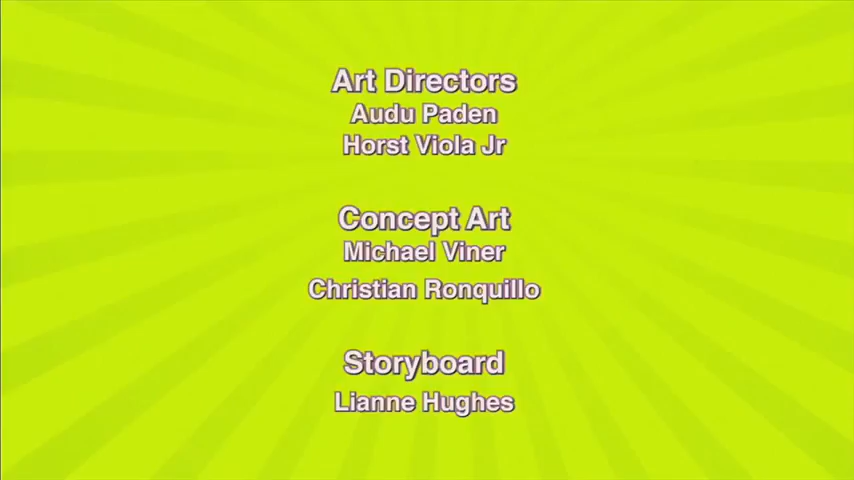 Art Directors
Audu Paden
Horst Viola Jr
Concept Art
Michael Viner
Christian Ronquillo
Storyboard
Lianne Hughes